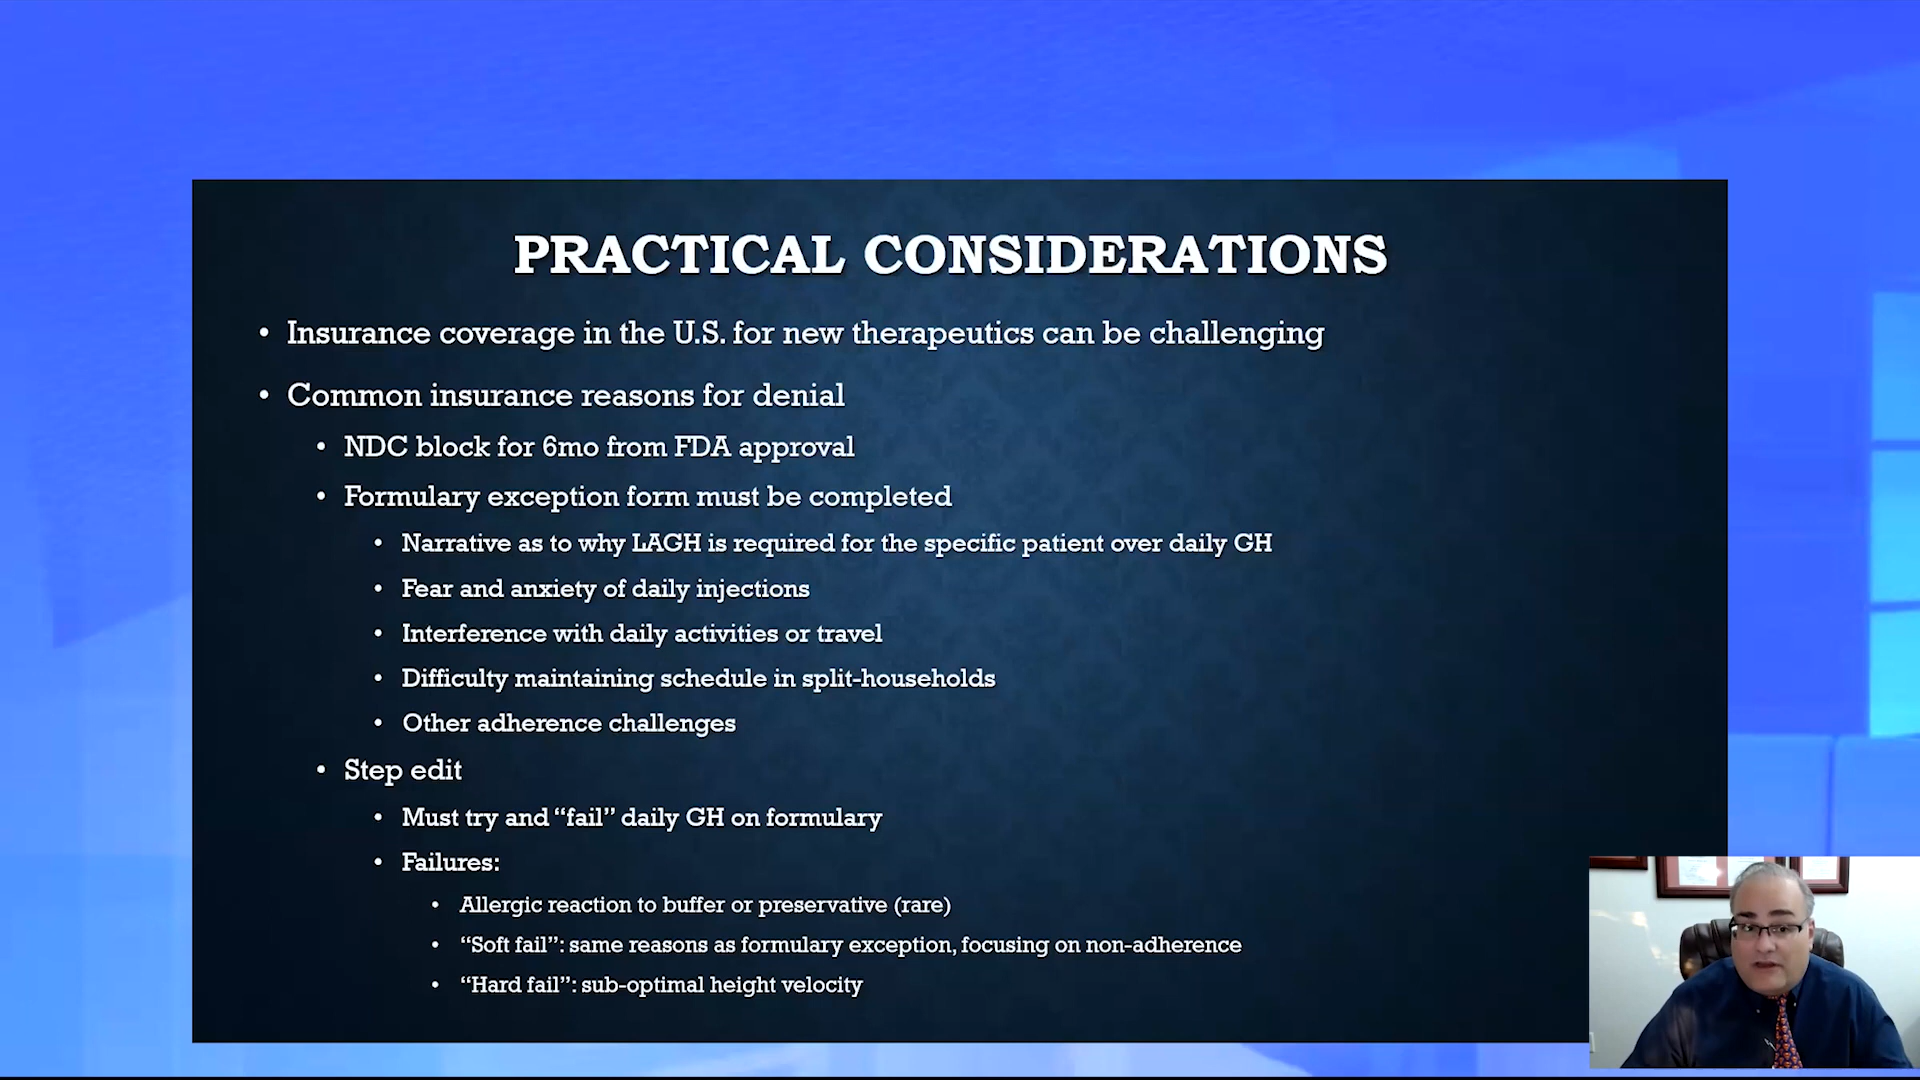 PRACTICAL CONSIDERATIONS
• Insurance coverage in the U.S. for new therapeutics can be challenging
• Common insurance reasons for denial
• NDC block for 6mo from FDA approval
• Formulary exception form must be completed
• Narrative as to why LAGH is required for the specific patient over daily GH
• Fear and anxiety of daily injections
• Interference with daily activities or travel
• Difficulty maintaining schedule in split-households
• Other adherence challenges
• Step edit
• Must try and “fail” daily GH on formulary
• Failures:
• Allergic reaction to buffer or preservative (rare)
• “Soft fail”: same reasons as formulary exception, focusing on non-adherence
• “Hard fail”: sub-optimal height velocity